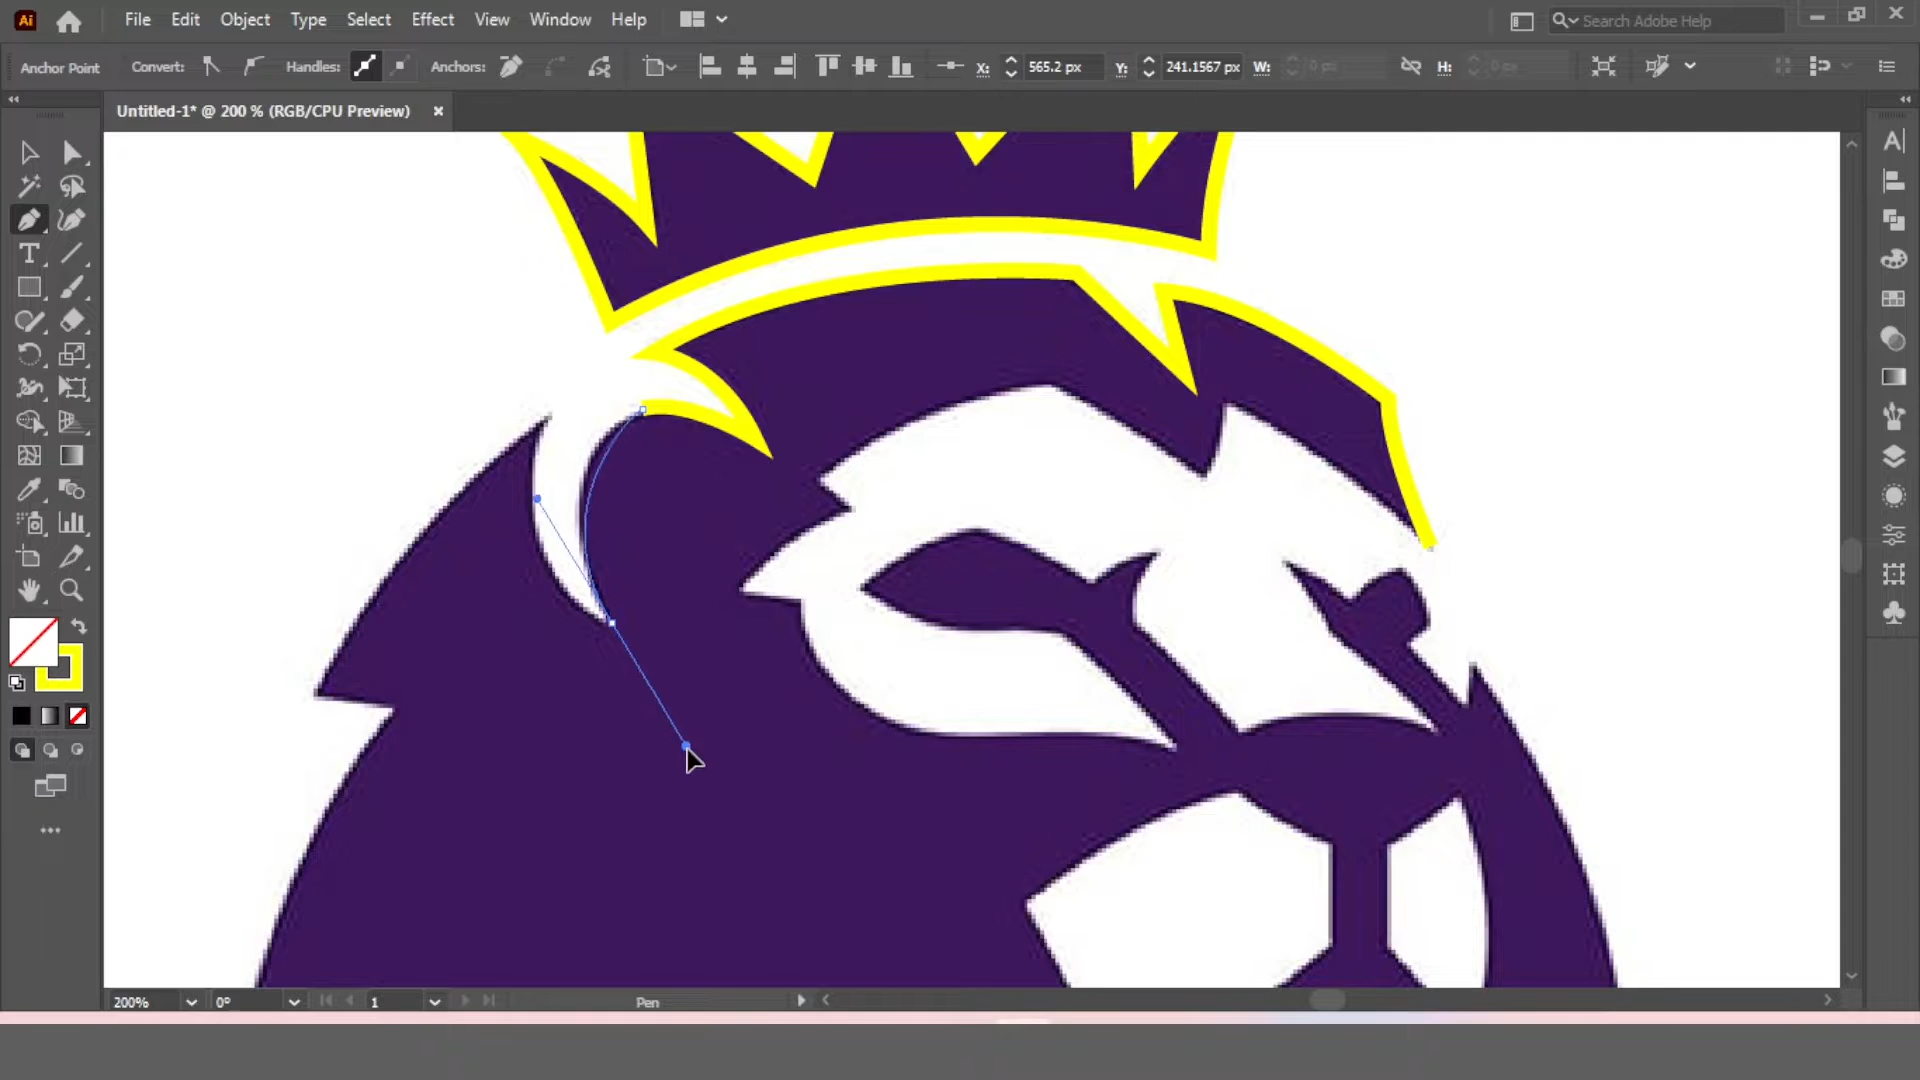 Ai File Edit Object Type Select Effect View Window Help Search Adobe Help
Anchor Point Convert: Handles: Anchors: X: 565.2 px Y: 241.1567 px W: 0 px H: 0 px
Untitled-1* @ 200 % (RGB/CPU Preview)
200% 0° 1 Pen